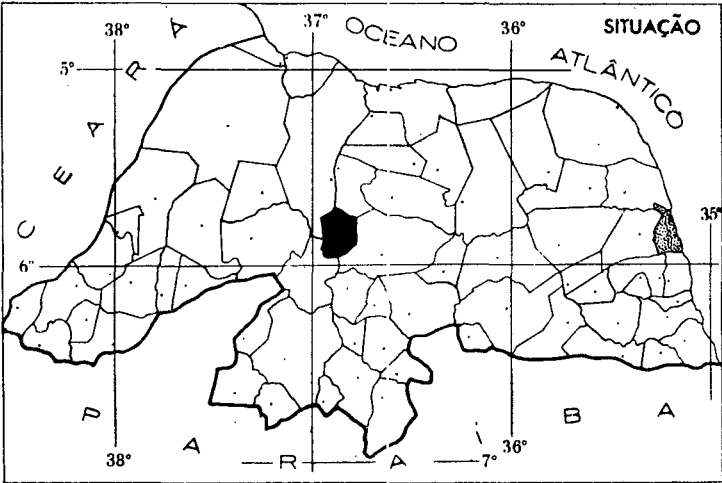 SITUAÇÃO
38°
37°
36°
OCEANO
ATLÂNTICO
5°
CEARÁ
35°
6°
38°
36°
7°
PARAÍBA